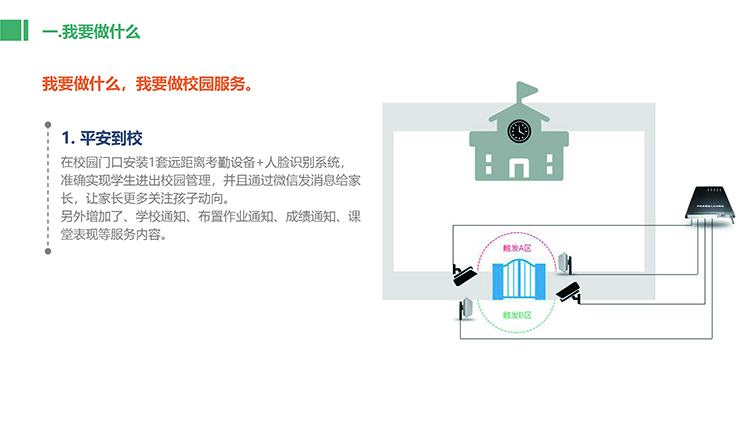 一.我要做什么
我要做什么，我要做校园服务。
1. 平安到校
在校园门口安装1套远距离考勤设备+人脸识别系统，
准确实现学生进出校园管理，并且通过微信发消息给家
长，让家长更多关注孩子动向。
另外增加了、学校通知、布置作业通知、成绩通知、课
堂表现等服务内容。
触发A区
触发B区